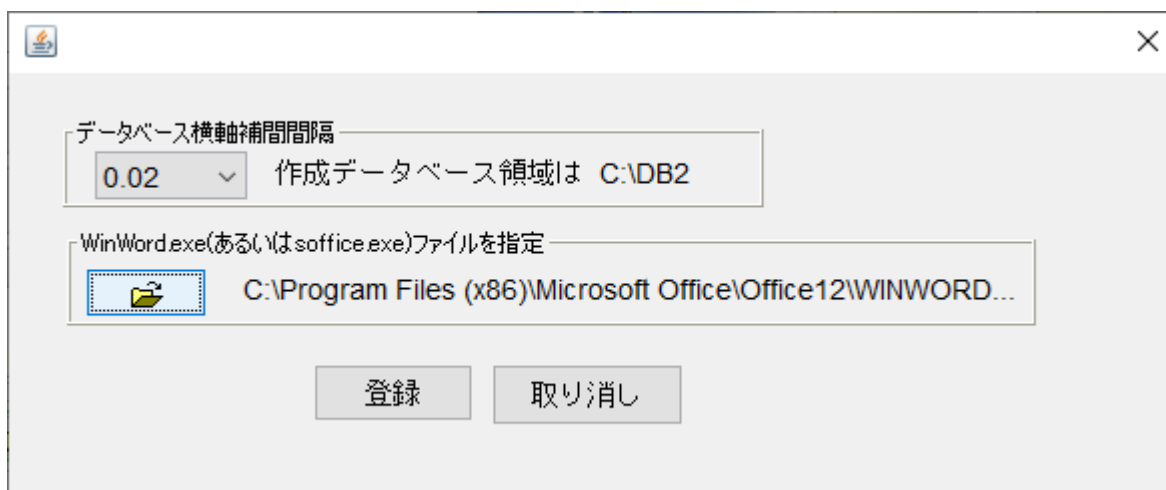 データベース横軸補間間隔
0.02 作成データベース領域は C:\DB2
WinWord.exe(あるいはsoffice.exe)ファイルを指定
C:\Program Files (x86)\Microsoft Office\Office12\WINWORD...
登録 取り消し